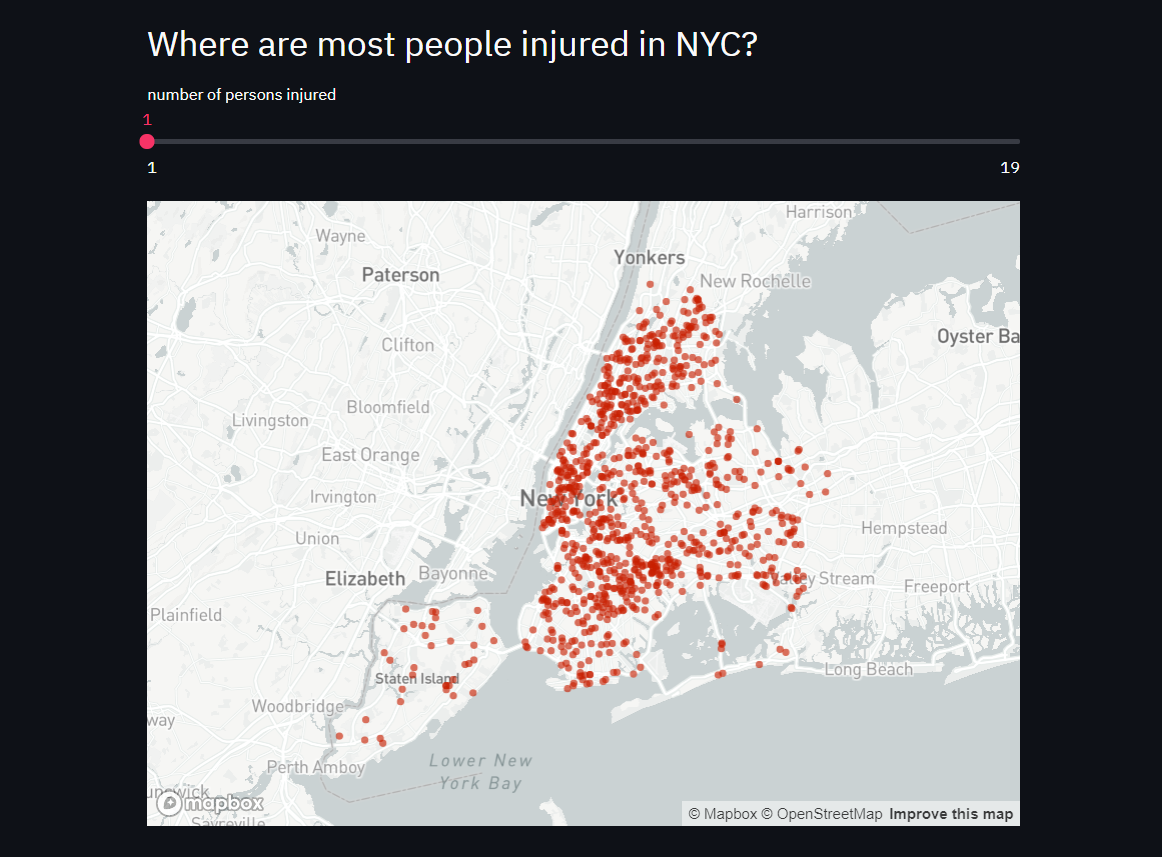 Where are most people injured in NYC?
number of persons injured
1
1 19
Harrison
Wayne
Yonkers
Paterson
New Rochelle
Oyster Ba
Clifton
Bloomfield
Livingston
East Orange
Irvington
New York
Hempstead
Union
Elizabeth
Bayonne
Valley Stream
Freeport
Plainfield
Long Beach
Staten Island
Woodbridge
way
Lower New
York Bay
Perth Amboy
unswick
mapbox
Sayreville
© Mapbox © OpenStreetMap Improve this map